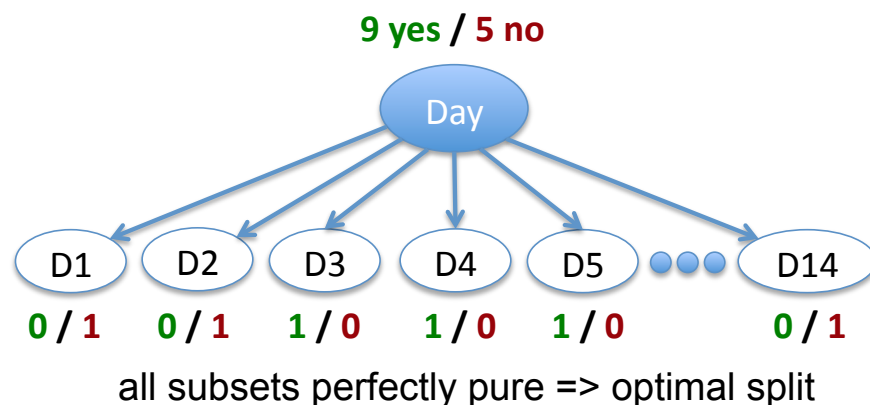 9 yes / 5 no
Day
D1 D2 D3 D4 D5 D14
0 / 1 0 / 1 1 / 0 1 / 0 1 / 0 0 / 1
all subsets perfectly pure => optimal split